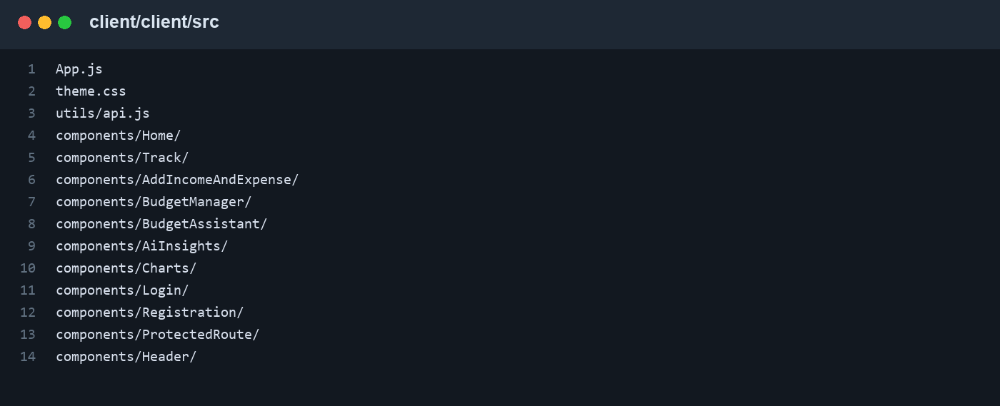 client/client/src
1 App.js
2 theme.css
3 utils/api.js
4 components/Home/
5 components/Track/
6 components/AddIncomeAndExpense/
7 components/BudgetManager/
8 components/BudgetAssistant/
9 components/AiInsights/
10 components/Charts/
11 components/Login/
12 components/Registration/
13 components/ProtectedRoute/
14 components/Header/